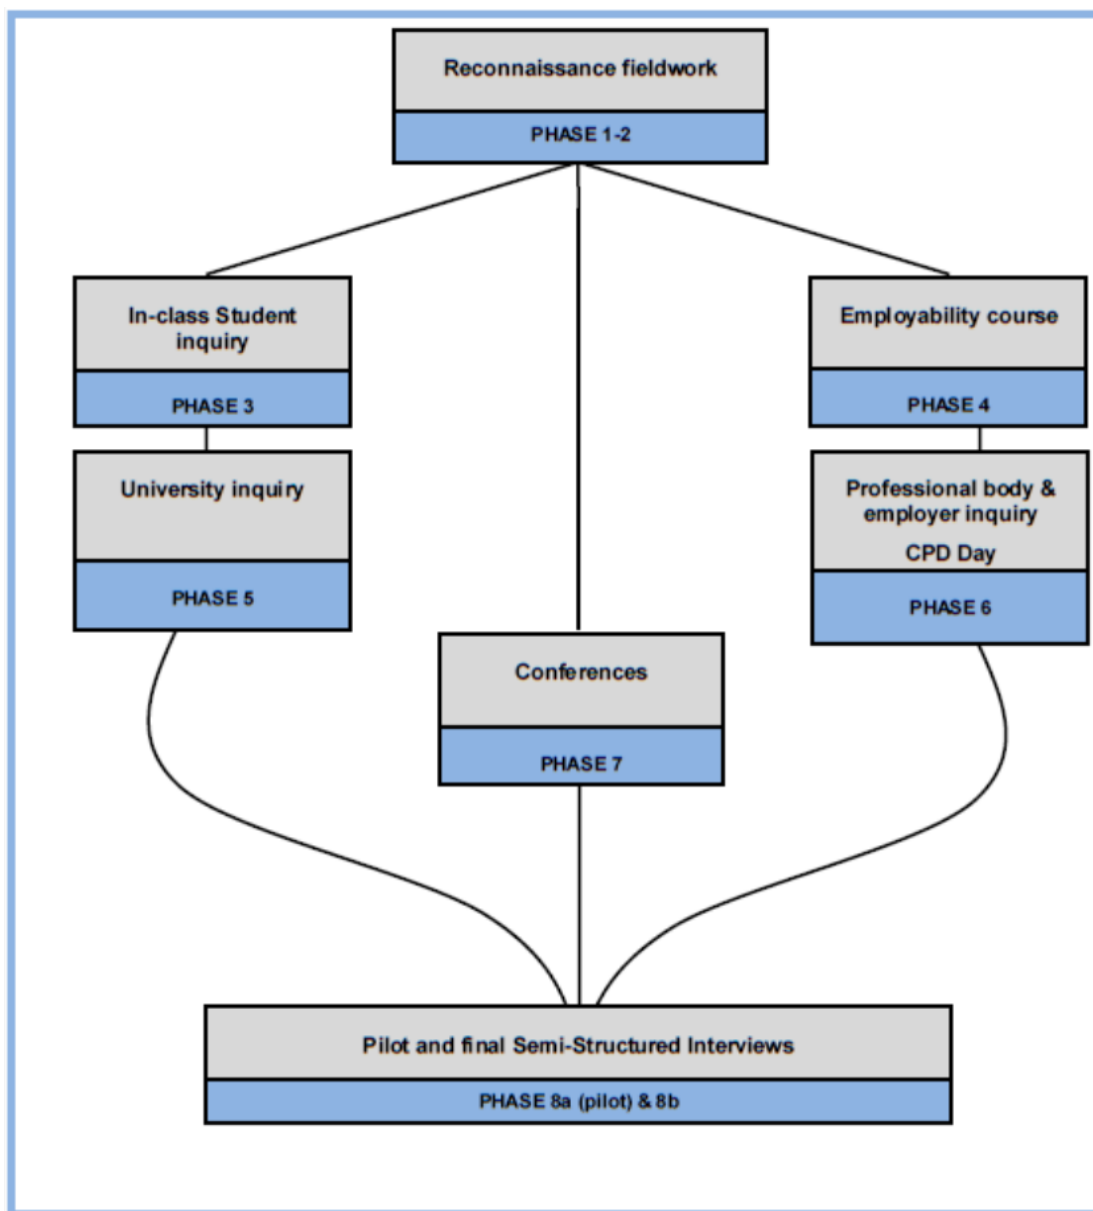 Reconnaissance fieldwork
PHASE 1-2
In-class Student
inquiry
PHASE 3
Employability course
PHASE 4
University inquiry
PHASE 5
Professional body &
employer inquiry
CPD Day
PHASE 6
Conferences
PHASE 7
Pilot and final Semi-Structured Interviews
PHASE 8a (pilot) & 8b